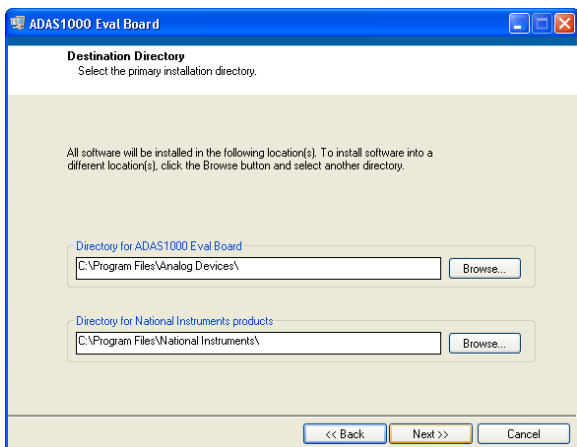 ADAS1000 Eval Board
Destination Directory
Select the primary installation directory.
All software will be installed in the following location(s). To install software into a
different location(s), click the Browse button and select another directory.
Directory for ADAS1000 Eval Board
C:\Program Files\Analog Devices\
Browse...
Directory for National Instruments products
C:\Program Files\National Instruments\
Browse...
<< Back
Next >>
Cancel